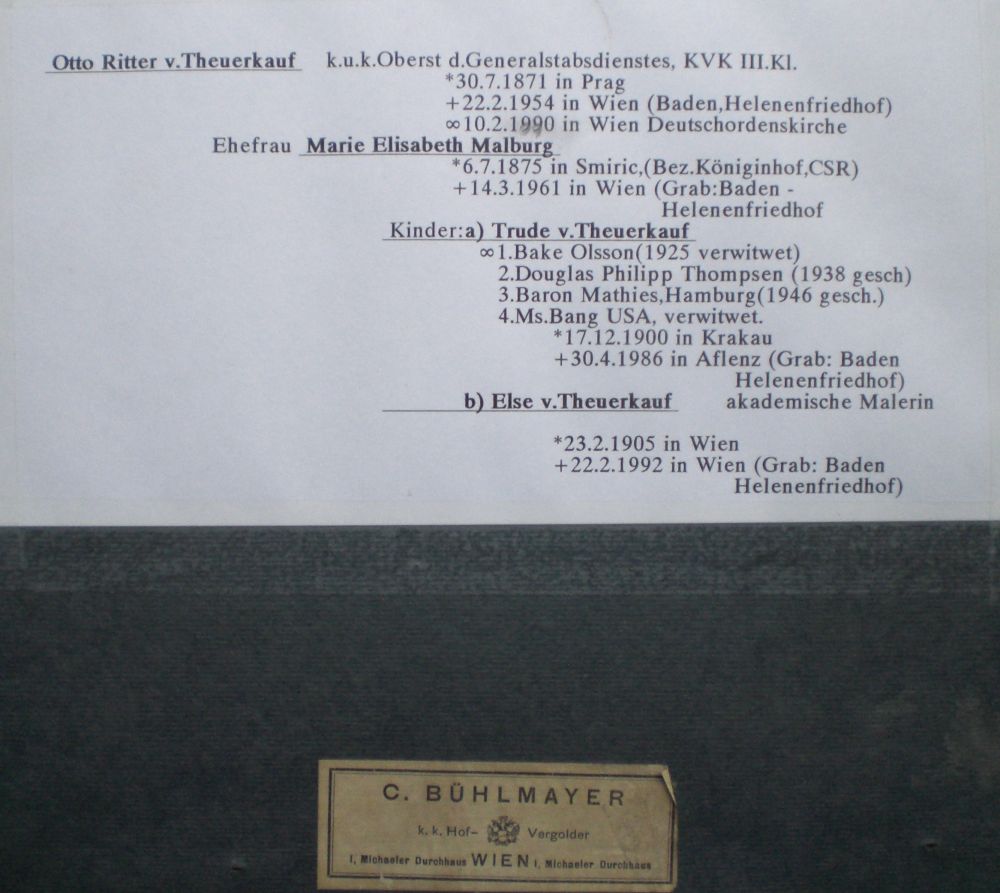 Otto Ritter v.Theuerkauf k.u.k.Oberst d.Generalstabsdienstes, KVK III.Kl.
*30.7.1871 in Prag
+22.2.1954 in Wien (Baden,Helenenfriedhof)
∞10.2.1990 in Wien Deutschordenskirche
Ehefrau Marie Elisabeth Malburg
*6.7.1875 in Smiric,(Bez.Königinhof,CSR)
+14.3.1961 in Wien (Grab:Baden -
Helenenfriedhof
Kinder:a) Trude v.Theuerkauf
∞1.Bake Olsson(1925 verwitwet)
2.Douglas Philipp Thompsen (1938 gesch)
3.Baron Mathies,Hamburg(1946 gesch.)
4.Ms.Bang USA, verwitwet.
*17.12.1900 in Krakau
+30.4.1986 in Aflenz (Grab: Baden
Helenenfriedhof)
b) Else v.Theuerkauf akademische Malerin
*23.2.1905 in Wien
+22.2.1992 in Wien (Grab: Baden
Helenenfriedhof)
C. BÜHLMAYER
k. k. Hof- Vergolder
I, Michaeler Durchhaus WIEN I, Michaeler Durchhaus